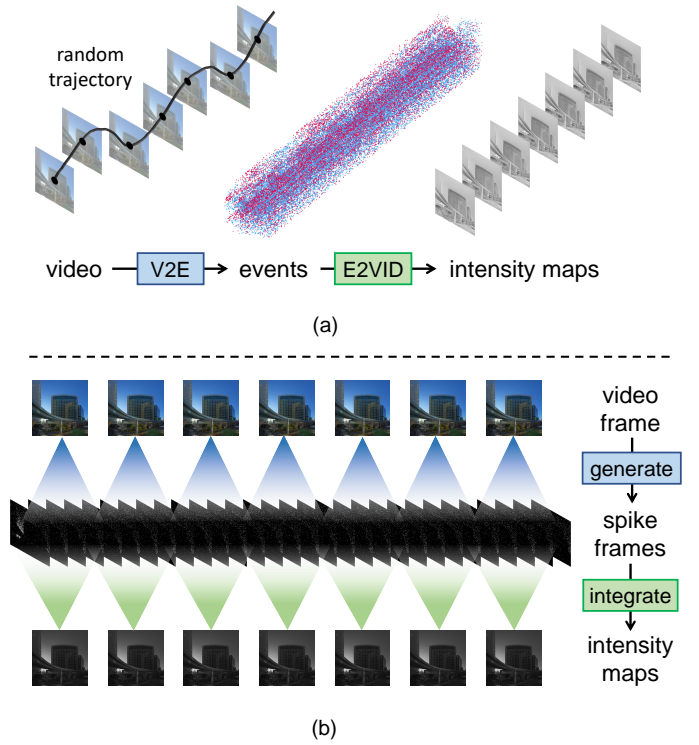 random
trajectory
video V2E events E2VID intensity maps
(a)
video
frame
generate
spike
frames
integrate
intensity
maps
(b)